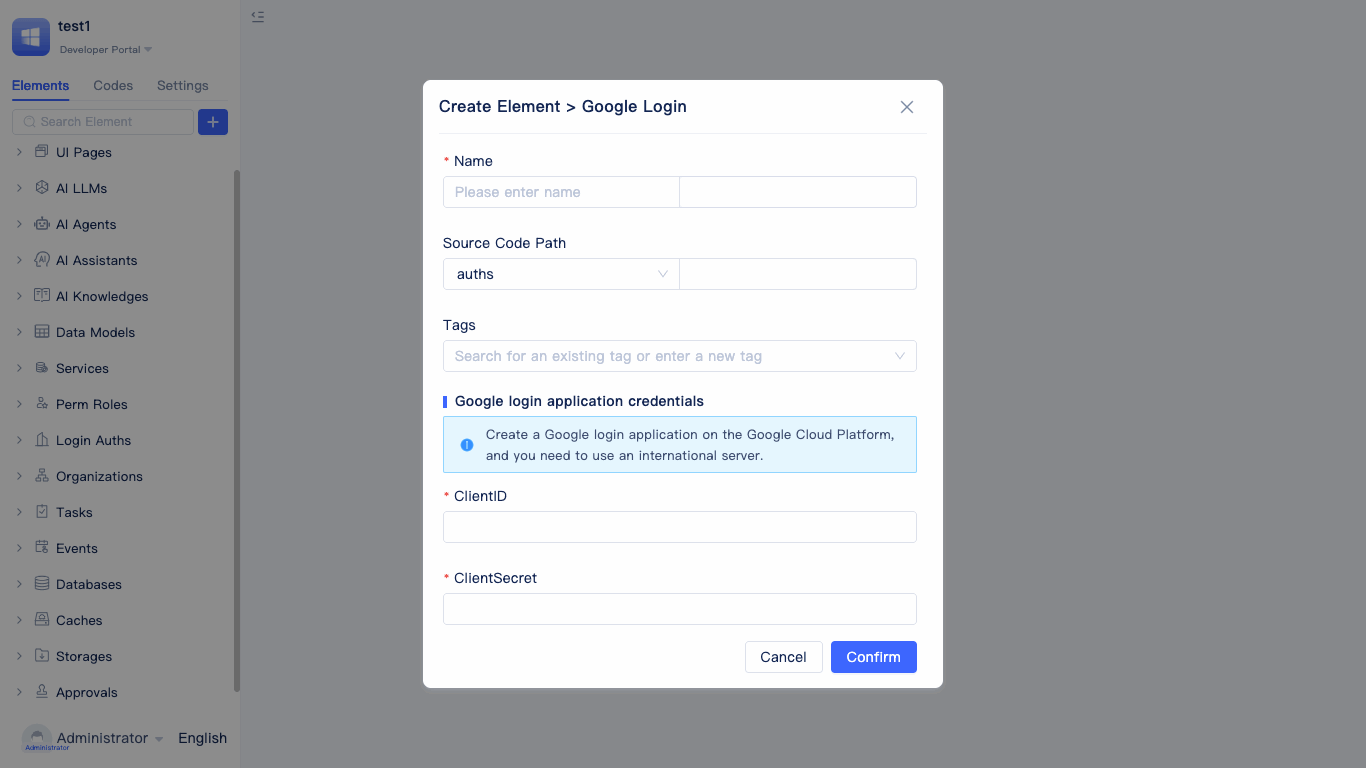 test1
Developer Portal
Elements
Codes
Settings
Search Element
UI Pages
AI LLMs
AI Agents
AI Assistants
AI Knowledges
Data Models
Services
Perm Roles
Login Auths
Organizations
Tasks
Events
Databases
Caches
Storages
Approvals
Administrator
Administrator
English
Create Element > Google Login
* Name
Please enter name
Source Code Path
auths
Tags
Search for an existing tag or enter a new tag
Google login application credentials
Create a Google login application on the Google Cloud Platform,
and you need to use an international server.
* ClientID
* ClientSecret
Cancel
Confirm